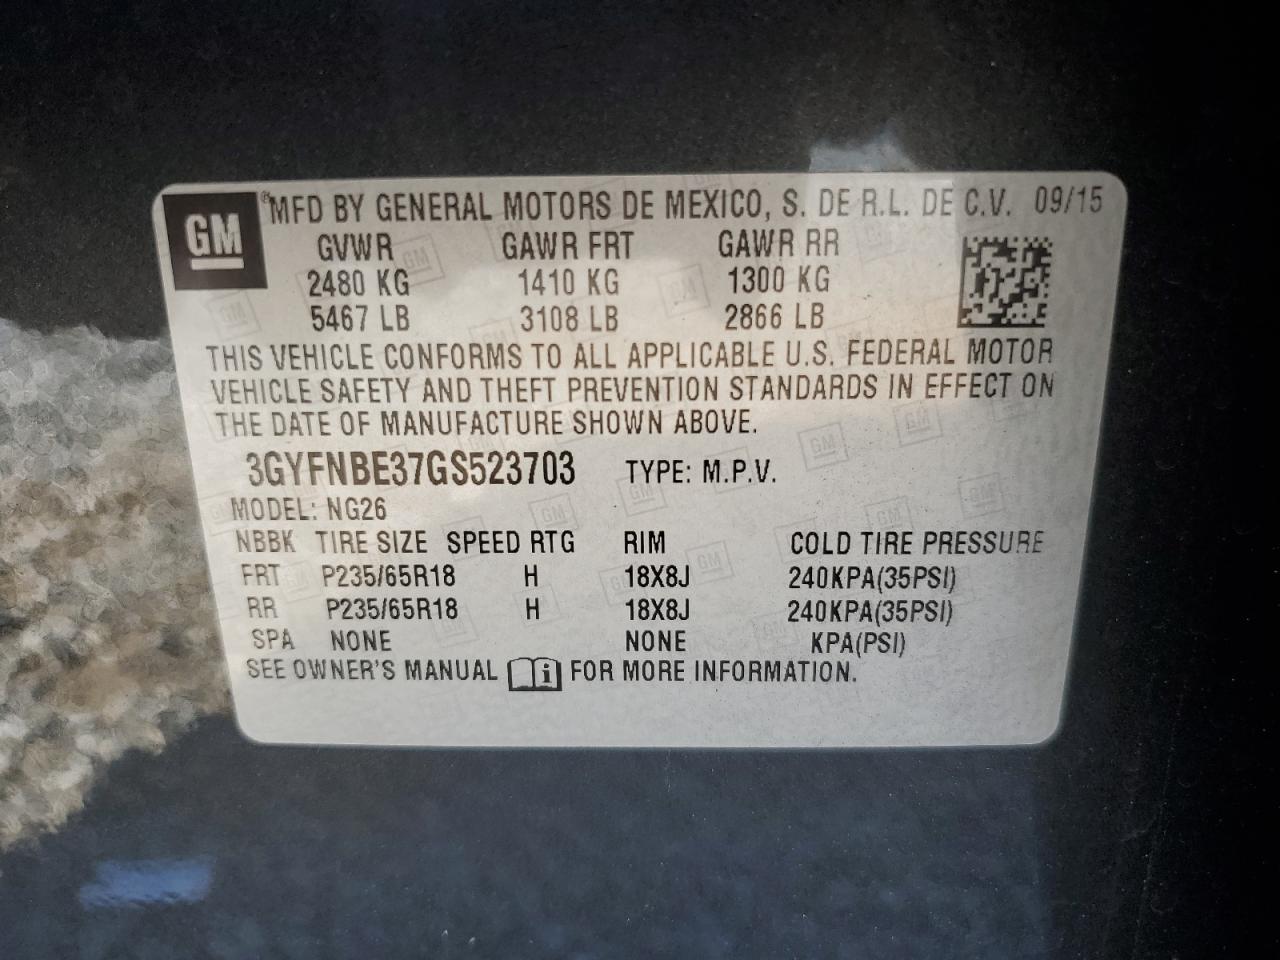 GM ® MFD BY GENERAL MOTORS DE MEXICO, S. DE R.L. DE C.V. 09/15
GVWR GAWR FRT GAWR RR
2480 KG 1410 KG 1300 KG
5467 LB 3108 LB 2866 LB
THIS VEHICLE CONFORMS TO ALL APPLICABLE U.S. FEDERAL MOTOR
VEHICLE SAFETY AND THEFT PREVENTION STANDARDS IN EFFECT ON
THE DATE OF MANUFACTURE SHOWN ABOVE.
3GYFNBE37GS523703 TYPE: M.P.V.
MODEL: NG26
NBBK TIRE SIZE SPEED RTG RIM COLD TIRE PRESSURE
FRT P235/65R18 H 18X8J 240KPA(35PSI)
RR P235/65R18 H 18X8J 240KPA(35PSI)
SPA NONE NONE KPA(PSI)
SEE OWNER'S MANUAL FOR MORE INFORMATION.